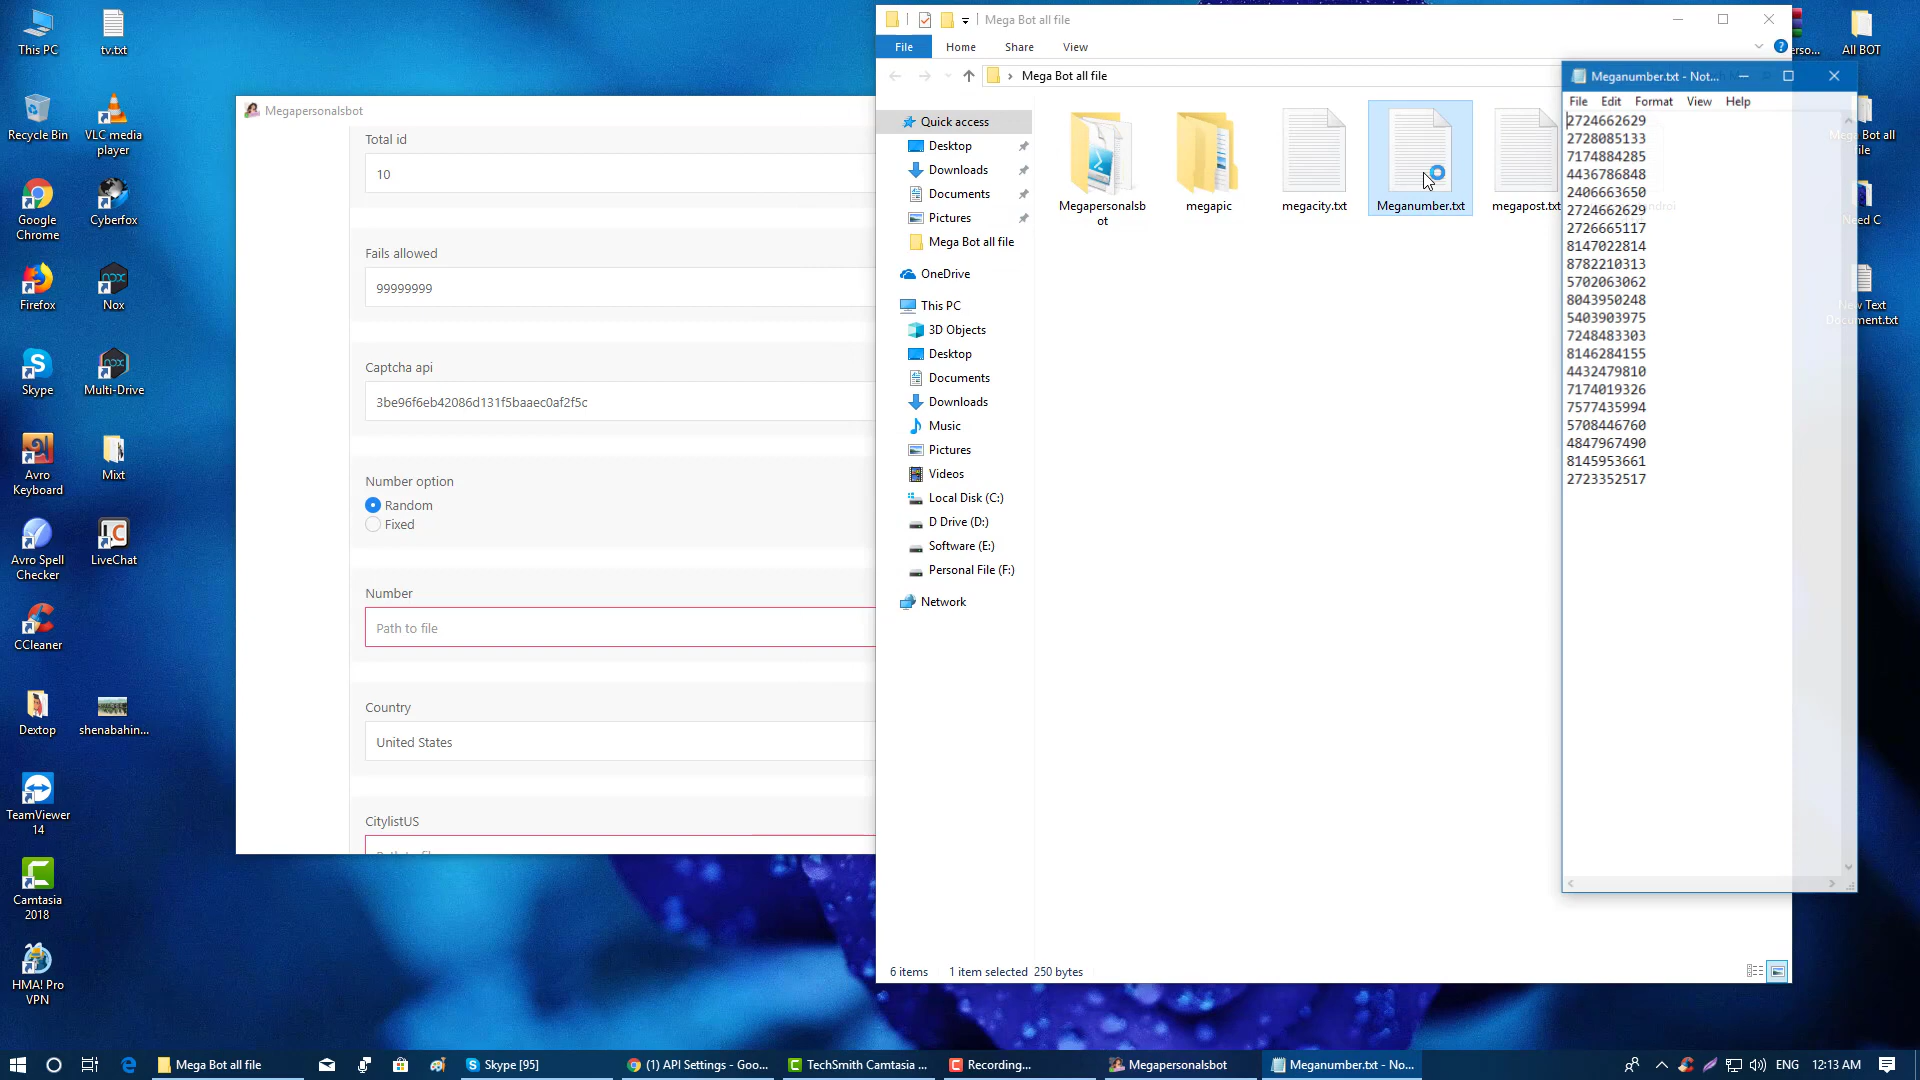 This PC
tv.txt
Recycle Bin
VLC media
player
Google
Chrome
Cyberfox
Firefox
Nox
Skype
Multi-Drive
Avro
Keyboard
Mixt
Avro Spell
Checker
LiveChat
CCleaner
Dextop
shenabahin...
TeamViewer
14
Camtasia
2018
HMA! Pro
VPN
Megapersonalsbot
Total id
10
Fails allowed
99999999
Captcha api
3be96f6eb42086d131f5baaec0af2f5c
Number option
Random
Fixed
Number
Path to file
Country
United States
CitylistUS
Mega Bot all file
File
Home
Share
View
Mega Bot all file
Quick access
Desktop
Downloads
Documents
Pictures
Mega Bot all file
OneDrive
This PC
3D Objects
Desktop
Documents
Downloads
Music
Pictures
Videos
Local Disk (C:)
D Drive (D:)
Software (E:)
Personal File (F:)
Network
Megapersonalsb
ot
megapic
megacity.txt
Meganumber.txt
megapost.txt
6 items
1 item selected
250 bytes
Meganumber.txt - Not...
File
Edit
Format
View
Help
2724662629
2728085133
7174884285
4436786848
2406663650
2724662629
2726665117
8147022814
8782210313
5702063062
8043950248
5403903975
7248483303
8146284155
4432479810
7174019326
7577435994
5708446760
4847967490
8145953661
2723352517
All BOT
Mega Bot all
file
Need C
New Text
Document.txt
Mega Bot all file
Skype [95]
(1) API Settings - Goo...
TechSmith Camtasia ...
Recording...
Megapersonalsbot
Meganumber.txt - No...
ENG
12:13 AM